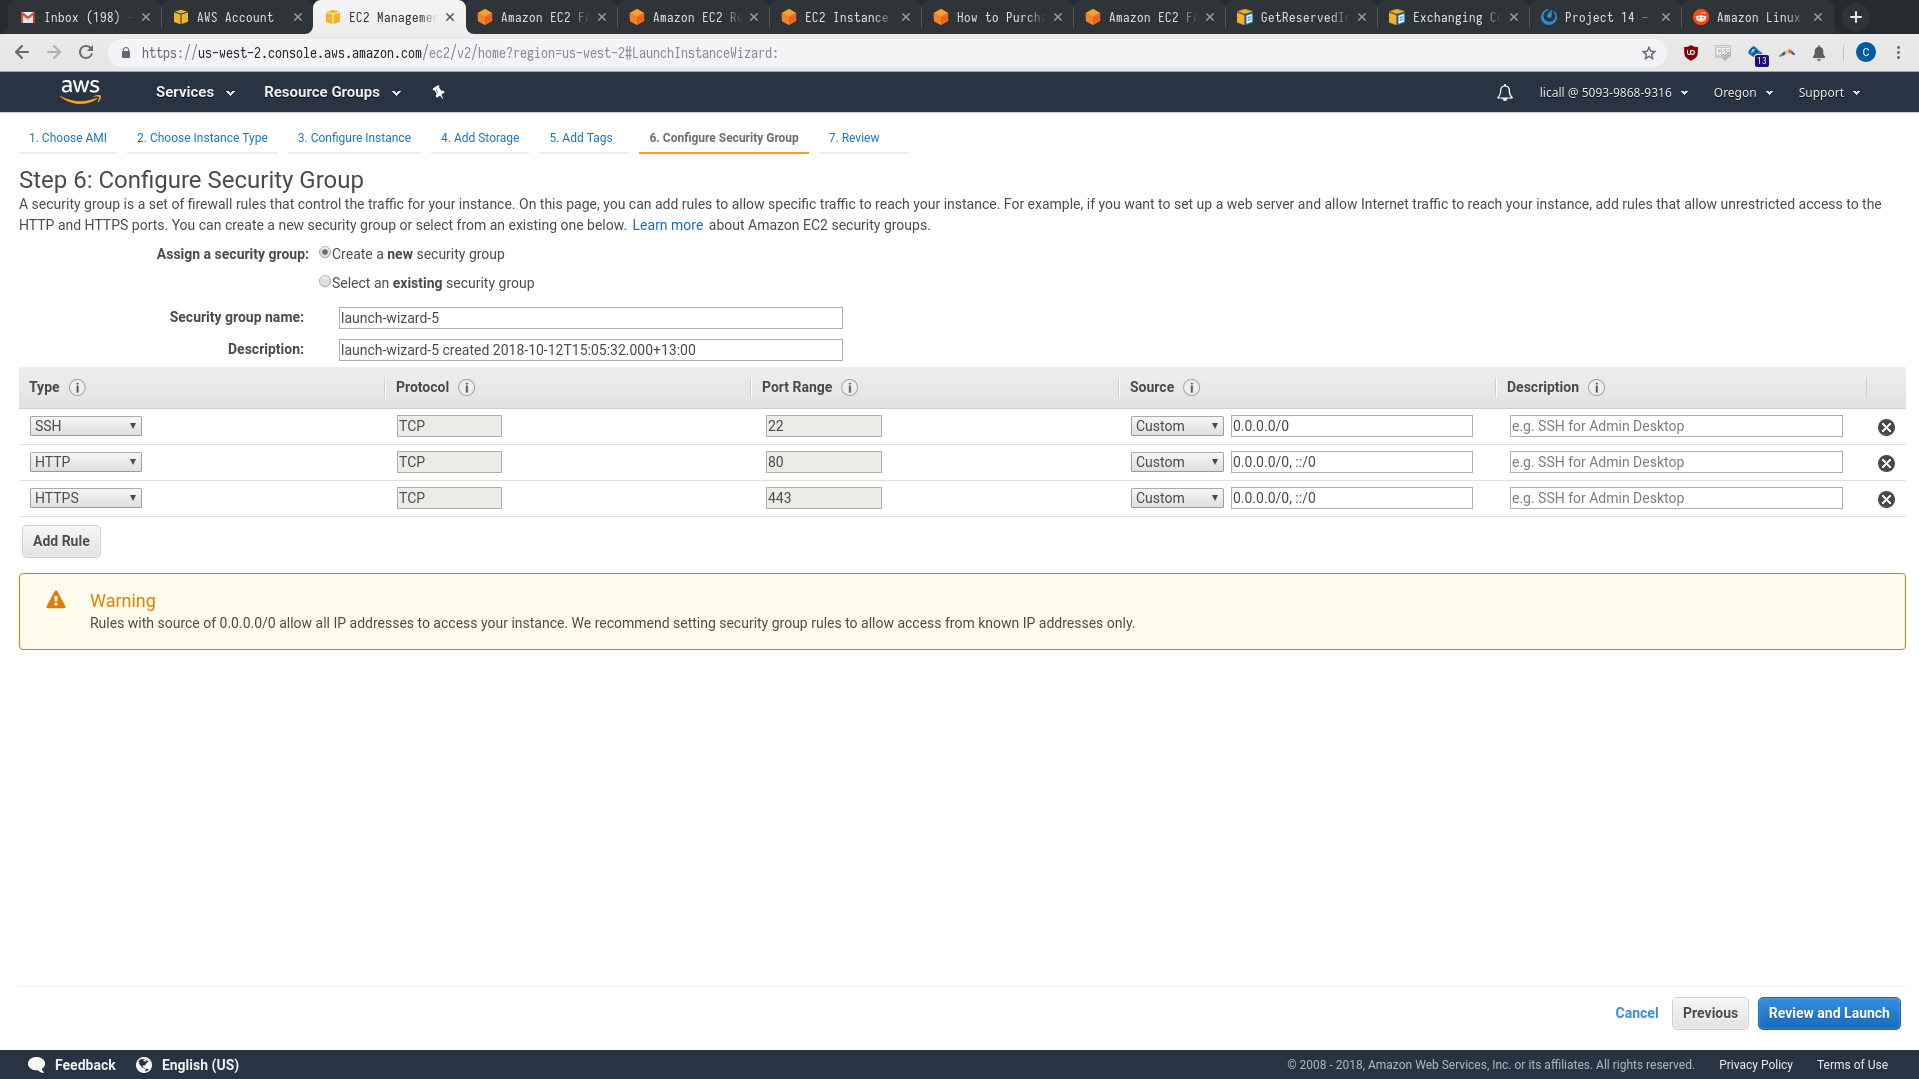 Inbox (198) -
AWS Account
EC2 Manageme
Amazon EC2 F
Amazon EC2 R
EC2 Instance
How to Purch
Amazon EC2 F
GetReservedI
Exchanging C
Project 14 -
Amazon Linux
https://us-west-2.console.aws.amazon.com/ec2/v2/home?region=us-west-2#LaunchInstanceWizard:
13
C
aws
Services
Resource Groups
licall @ 5093-9868-9316
Oregon
Support
1. Choose AMI
2. Choose Instance Type
3. Configure Instance
4. Add Storage
5. Add Tags
6. Configure Security Group
7. Review
Step 6: Configure Security Group
A security group is a set of firewall rules that control the traffic for your instance. On this page, you can add rules to allow specific traffic to reach your instance. For example, if you want to set up a web server and allow Internet traffic to reach your instance, add rules that allow unrestricted access to the
HTTP and HTTPS ports. You can create a new security group or select from an existing one below. Learn more about Amazon EC2 security groups.
Assign a security group: Create a new security group
Select an existing security group
Security group name: launch-wizard-5
Description: launch-wizard-5 created 2018-10-12T15:05:32.000+13:00
Type i Protocol i Port Range i Source i Description i
SSH TCP 22 Custom 0.0.0.0/0 e.g. SSH for Admin Desktop
HTTP TCP 80 Custom 0.0.0.0/0, ::/0 e.g. SSH for Admin Desktop
HTTPS TCP 443 Custom 0.0.0.0/0, ::/0 e.g. SSH for Admin Desktop
Add Rule
Warning
Rules with source of 0.0.0.0/0 allow all IP addresses to access your instance. We recommend setting security group rules to allow access from known IP addresses only.
Cancel
Previous
Review and Launch
Feedback
English (US)
© 2008 - 2018, Amazon Web Services, Inc. or its affiliates. All rights reserved.
Privacy Policy
Terms of Use